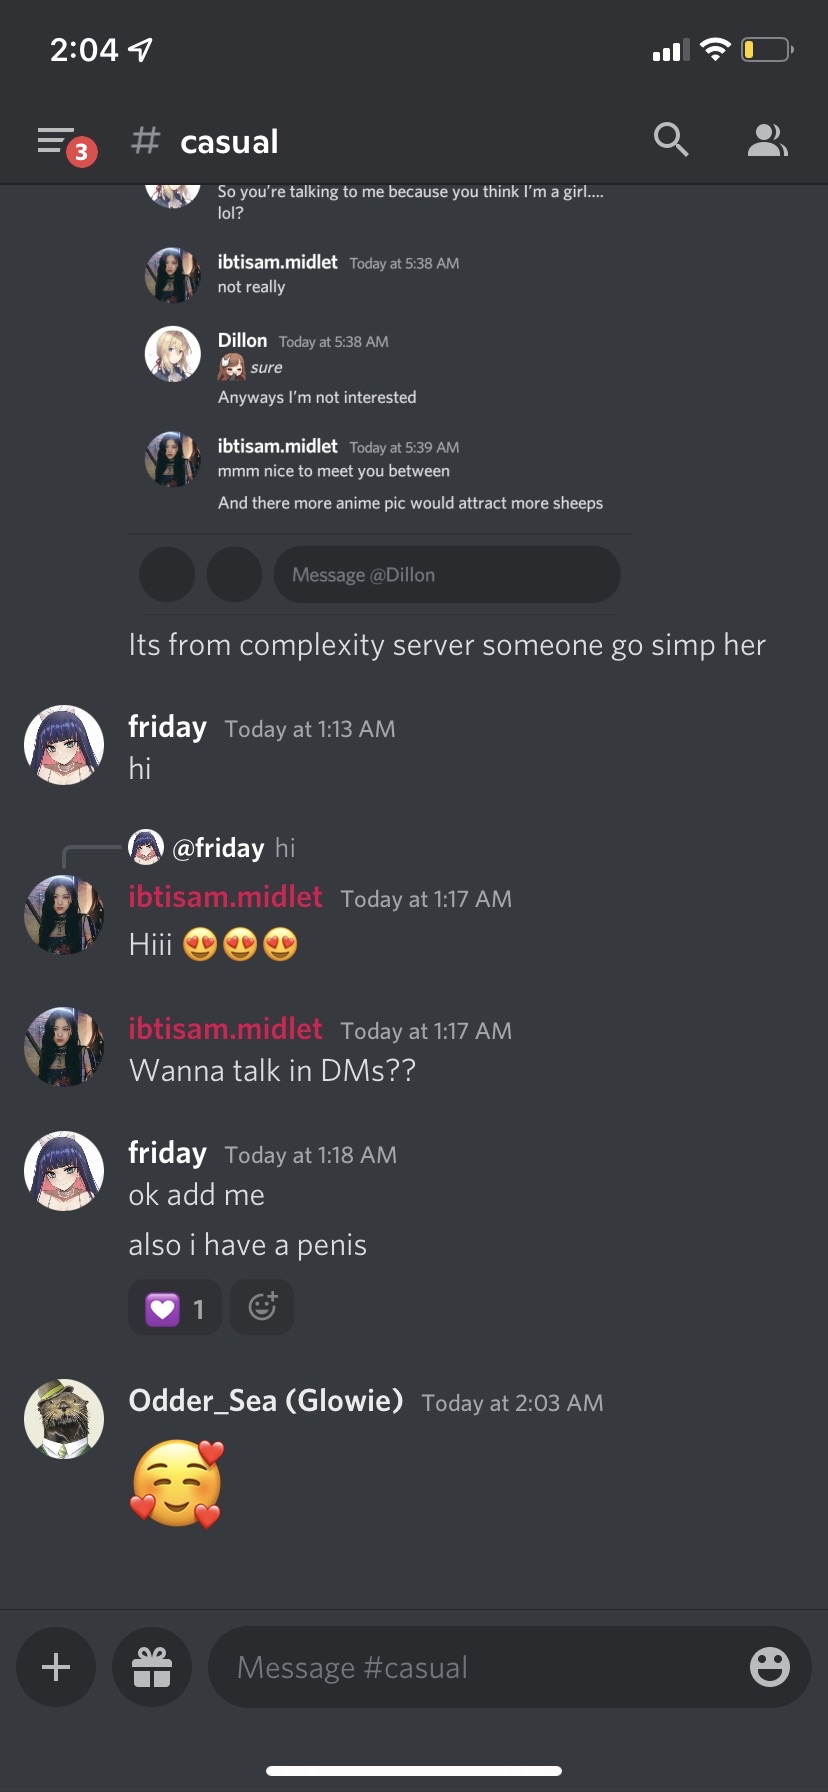 2:04
3
# casual
So you're talking to me because you think I'm a girl....
lol?
ibtisam.midlet Today at 5:38 AM
not really
Dillon Today at 5:38 AM
sure
Anyways I'm not interested
ibtisam.midlet Today at 5:39 AM
mmm nice to meet you between
And there more anime pic would attract more sheeps
Message @Dillon
Its from complexity server someone go simp her
friday Today at 1:13 AM
hi
@friday hi
ibtisam.midlet Today at 1:17 AM
Hiii 😍😍😍
ibtisam.midlet Today at 1:17 AM
Wanna talk in DMs??
friday Today at 1:18 AM
ok add me
also i have a penis
💟 1
Odder_Sea (Glowie) Today at 2:03 AM
🥰
Message #casual